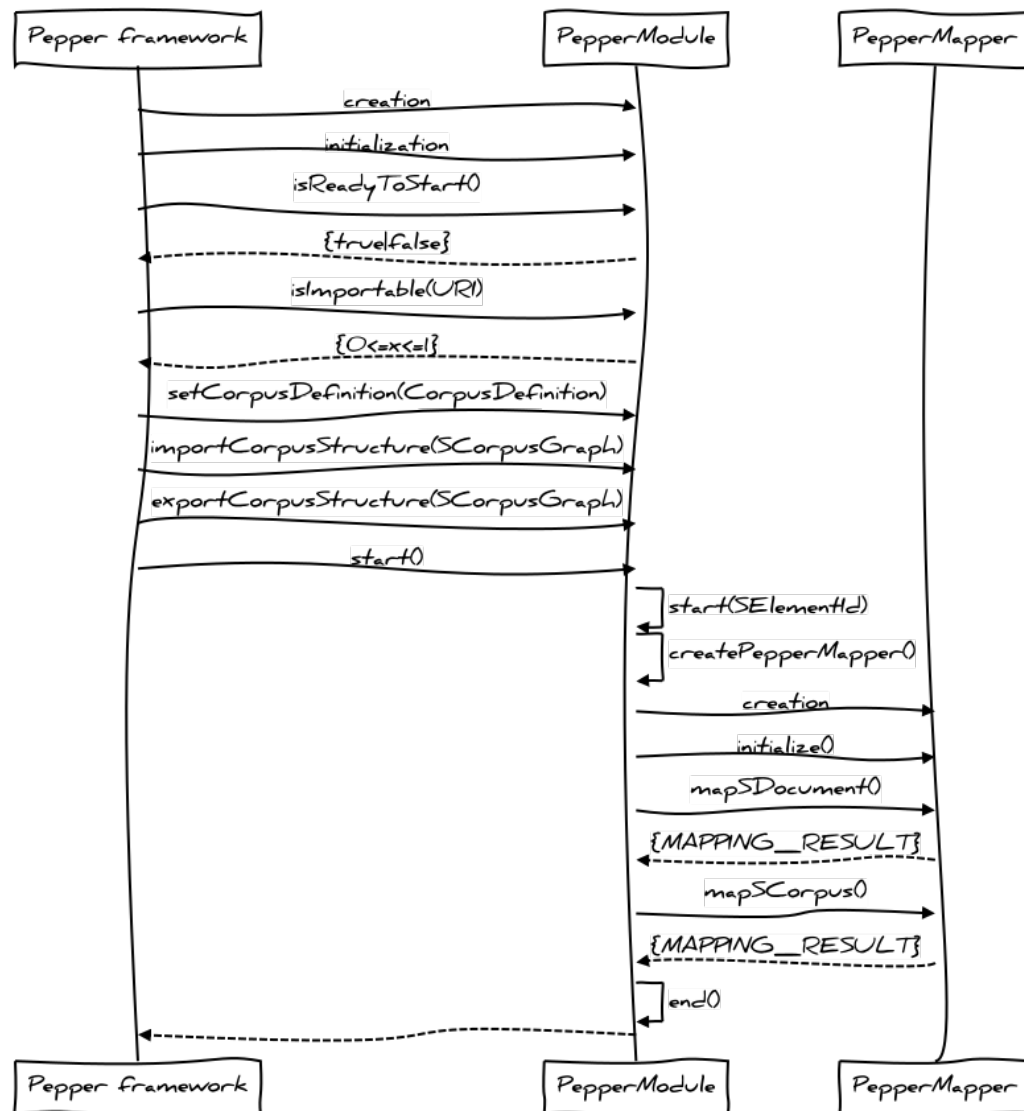 Pepper framework
PepperModule
PepperMapper
creation
initialization
isReadyToStart()
{true|false}
isImportable(URI)
{0<=x<=1}
setCorpusDefinition(CorpusDefinition)
importCorpusStructure(SCorpusGraph)
exportCorpusStructure(SCorpusGraph)
start()
start(SElementId)
createPepperMapper()
creation
initialize()
mapSDocument()
{MAPPING_RESULT}
mapSCorpus()
{MAPPING_RESULT}
end()
Pepper framework
PepperModule
PepperMapper